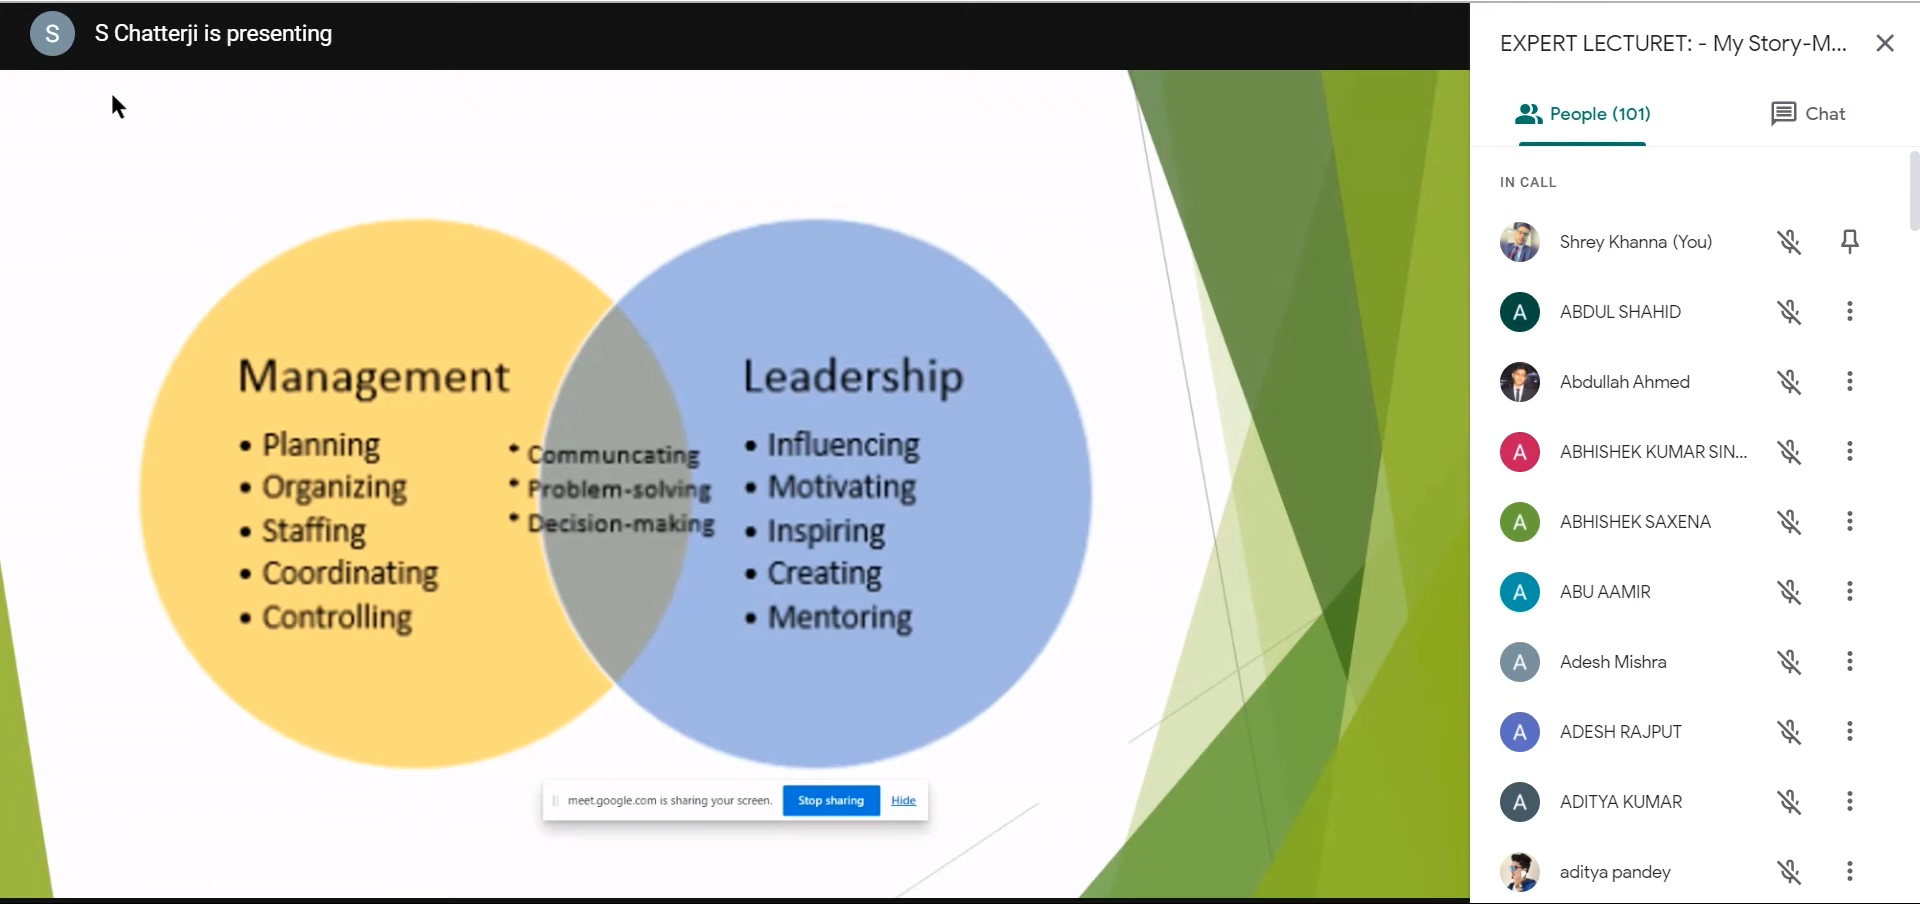 S
S Chatterji is presenting
Management
• Planning
• Organizing
• Staffing
• Coordinating
• Controlling
• Communcating
• Problem-solving
• Decision-making
Leadership
• Influencing
• Motivating
• Inspiring
• Creating
• Mentoring
meet.google.com is sharing your screen.
Stop sharing
Hide
EXPERT LECTURET: - My Story-M...
People (101)
Chat
IN CALL
Shrey Khanna (You)
A ABDUL SHAHID
Abdullah Ahmed
A ABHISHEK KUMAR SIN...
A ABHISHEK SAXENA
A ABU AAMIR
A Adesh Mishra
A ADESH RAJPUT
A ADITYA KUMAR
aditya pandey